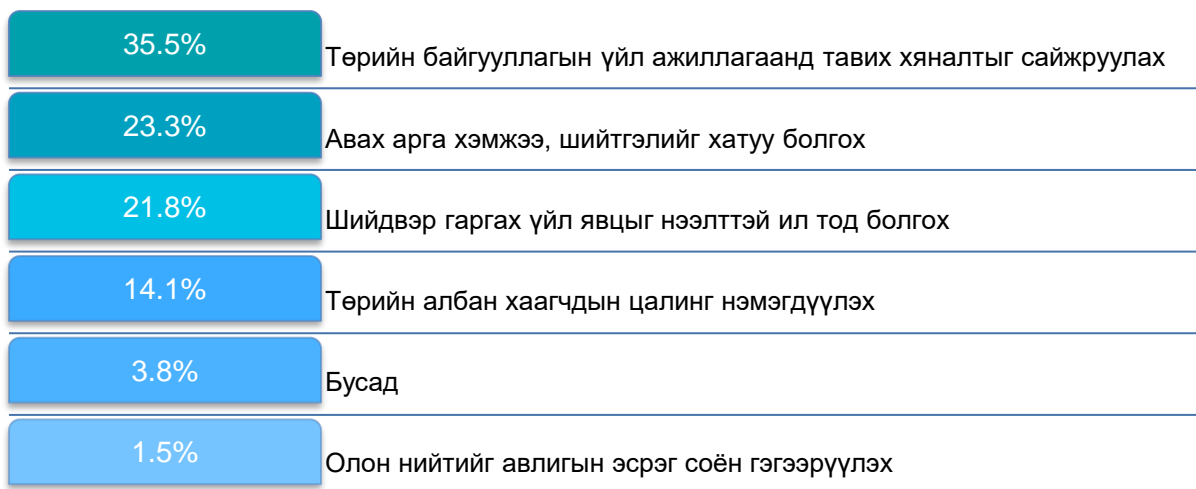 35.5%
Төрийн байгууллагын үйл ажиллагаанд тавих хяналтыг сайжруулах
23.3%
Авах арга хэмжээ, шийтгэлийг хатуу болгох
21.8%
Шийдвэр гаргах үйл явцыг нээлттэй ил тод болгох
14.1%
Төрийн албан хаагчдын цалинг нэмэгдүүлэх
3.8%
Бусад
1.5%
Олон нийтийг авлигын эсрэг соён гэгээрүүлэх